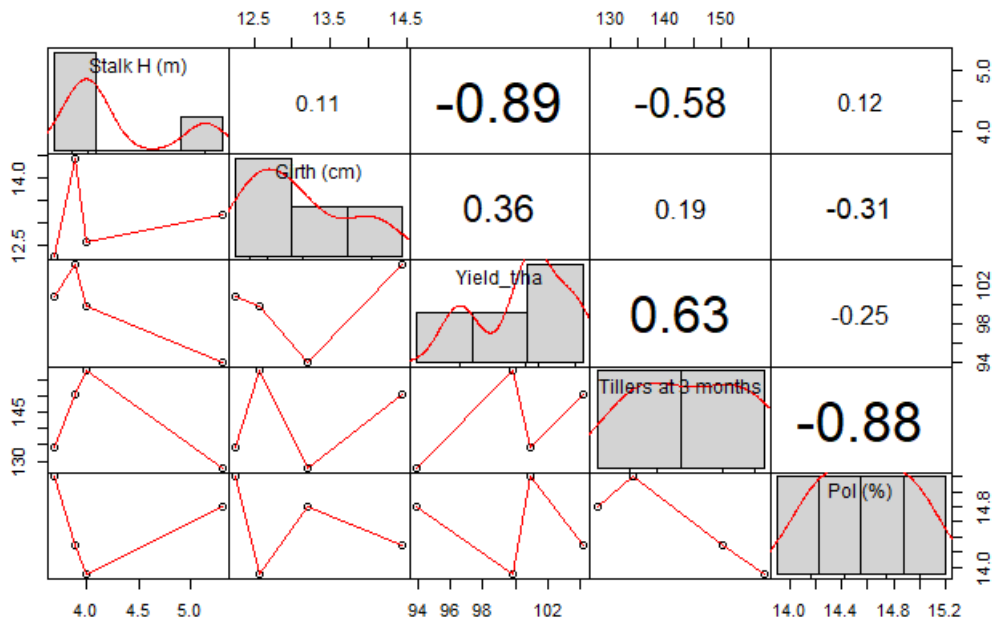 12.5 13.5 14.5 130 140 150
Stalk H (m) 0.11 -0.89 -0.58 0.12 4.0 5.0
12.5 14.0 Girth (cm) 0.36 0.19 -0.31
Yield_t/ha 0.63 -0.25 94 98 102
130 145 Tillers at 3 months -0.88
Pol (%) 14.0 14.8
4.0 4.5 5.0 94 96 98 102 14.0 14.4 14.8 15.2